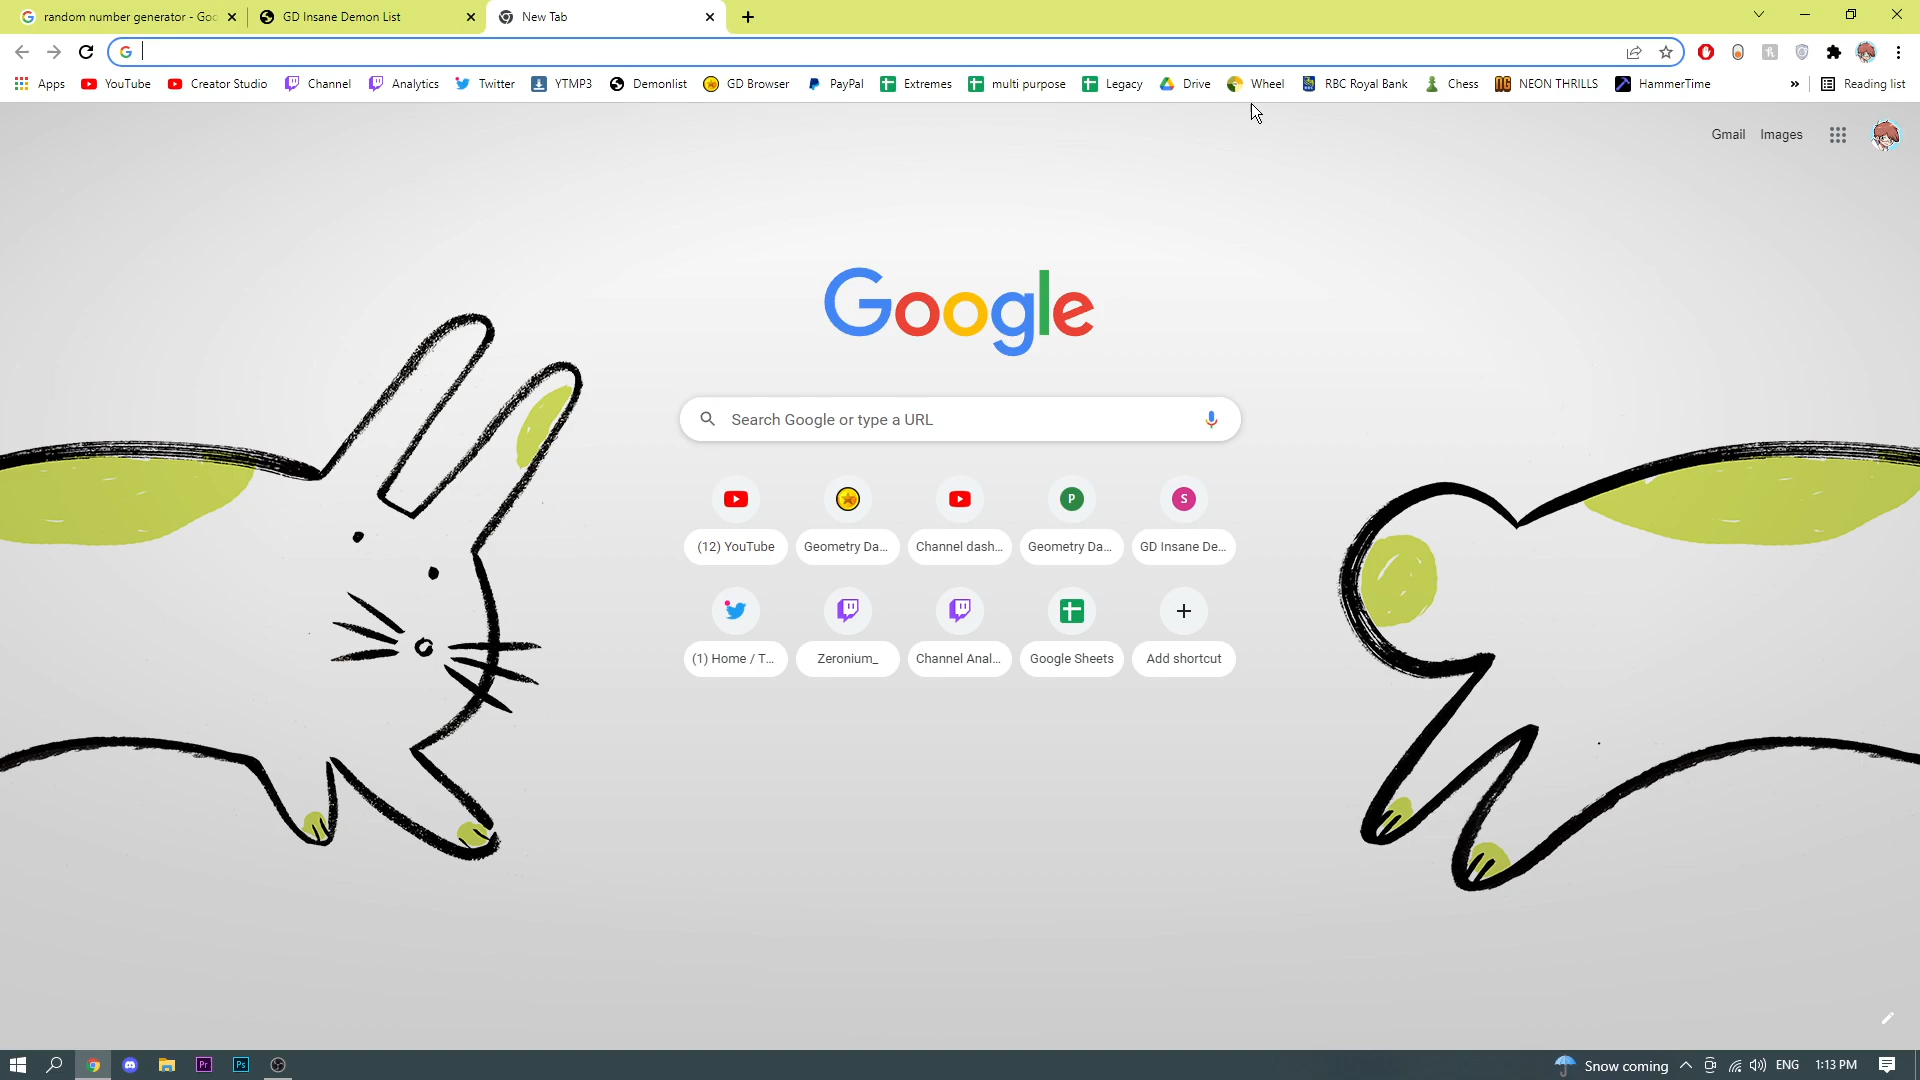 random number generator - Goo
GD Insane Demon List
New Tab
Apps YouTube Creator Studio Channel Analytics Twitter YTMP3 Demonlist GD Browser PayPal Extremes multi purpose Legacy Drive Wheel RBC Royal Bank Chess NEON THRILLS HammerTime » Reading list
Gmail Images
Google
Search Google or type a URL
P S
(12) YouTube Geometry Da... Channel dash... Geometry Da... GD Insane De...
(1) Home / T... Zeronium_ Channel Anal... Google Sheets Add shortcut
Pr Ps Snow coming ENG 1:13 PM